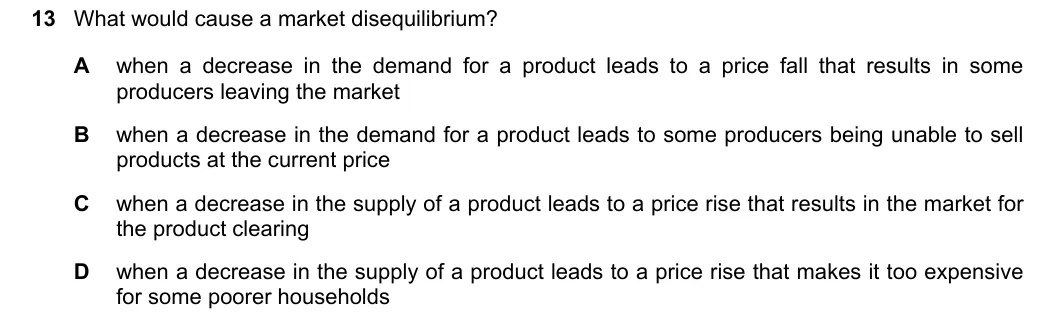 13 What would cause a market disequilibrium?
A when a decrease in the demand for a product leads to a price fall that results in some
producers leaving the market
B when a decrease in the demand for a product leads to some producers being unable to sell
products at the current price
C when a decrease in the supply of a product leads to a price rise that results in the market for
the product clearing
D when a decrease in the supply of a product leads to a price rise that makes it too expensive
for some poorer households